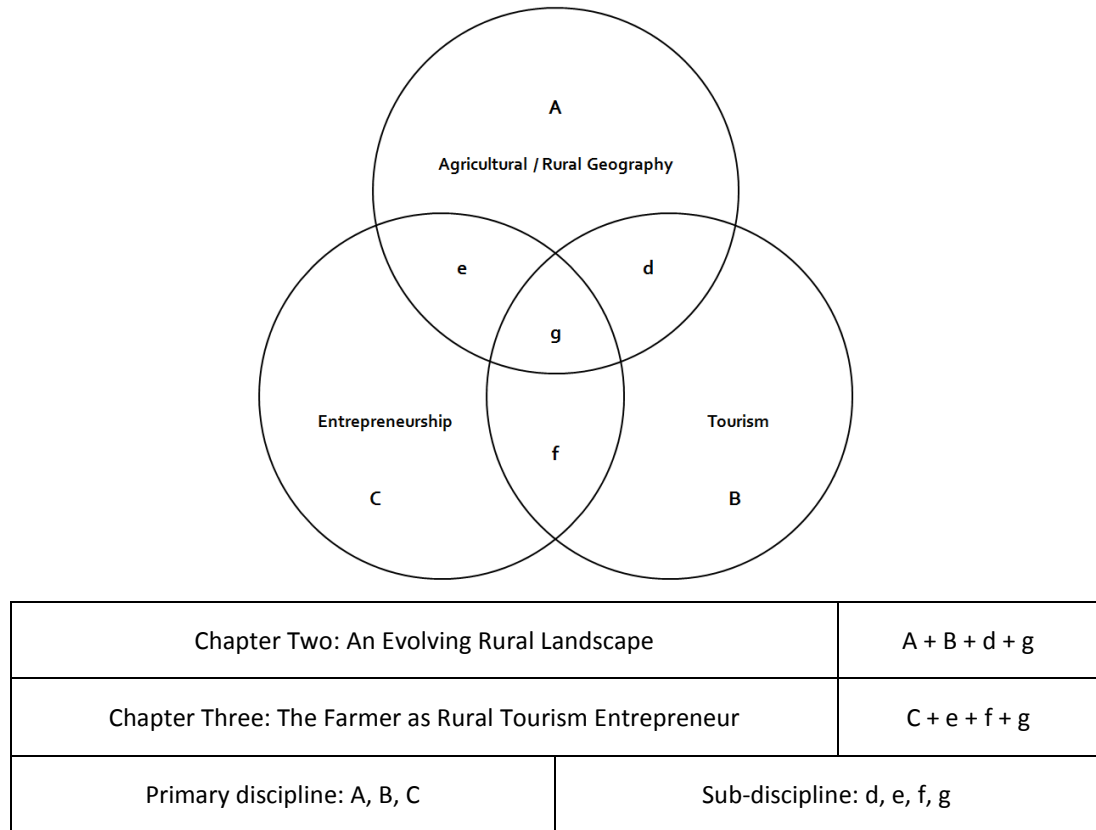 A
Agricultural / Rural Geography
e
d
g
Entrepreneurship
Tourism
f
C
B
Chapter Two: An Evolving Rural Landscape
A + B + d + g
Chapter Three: The Farmer as Rural Tourism Entrepreneur
C + e + f + g
Primary discipline: A, B, C
Sub-discipline: d, e, f, g